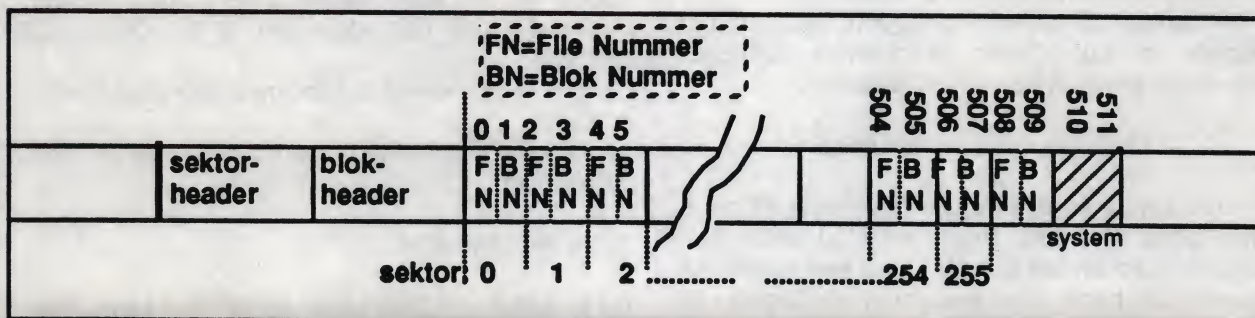 FN=File Nummer
BN=Blok Nummer
0 1 2 3 4 5
504 505 506 507 508 509 510 511
sektor-
header
blok-
header
F B F B F B
N N N N N N
F B F B F B
N N N N N N
system
sektor 0 1 2 ............. ................254 255